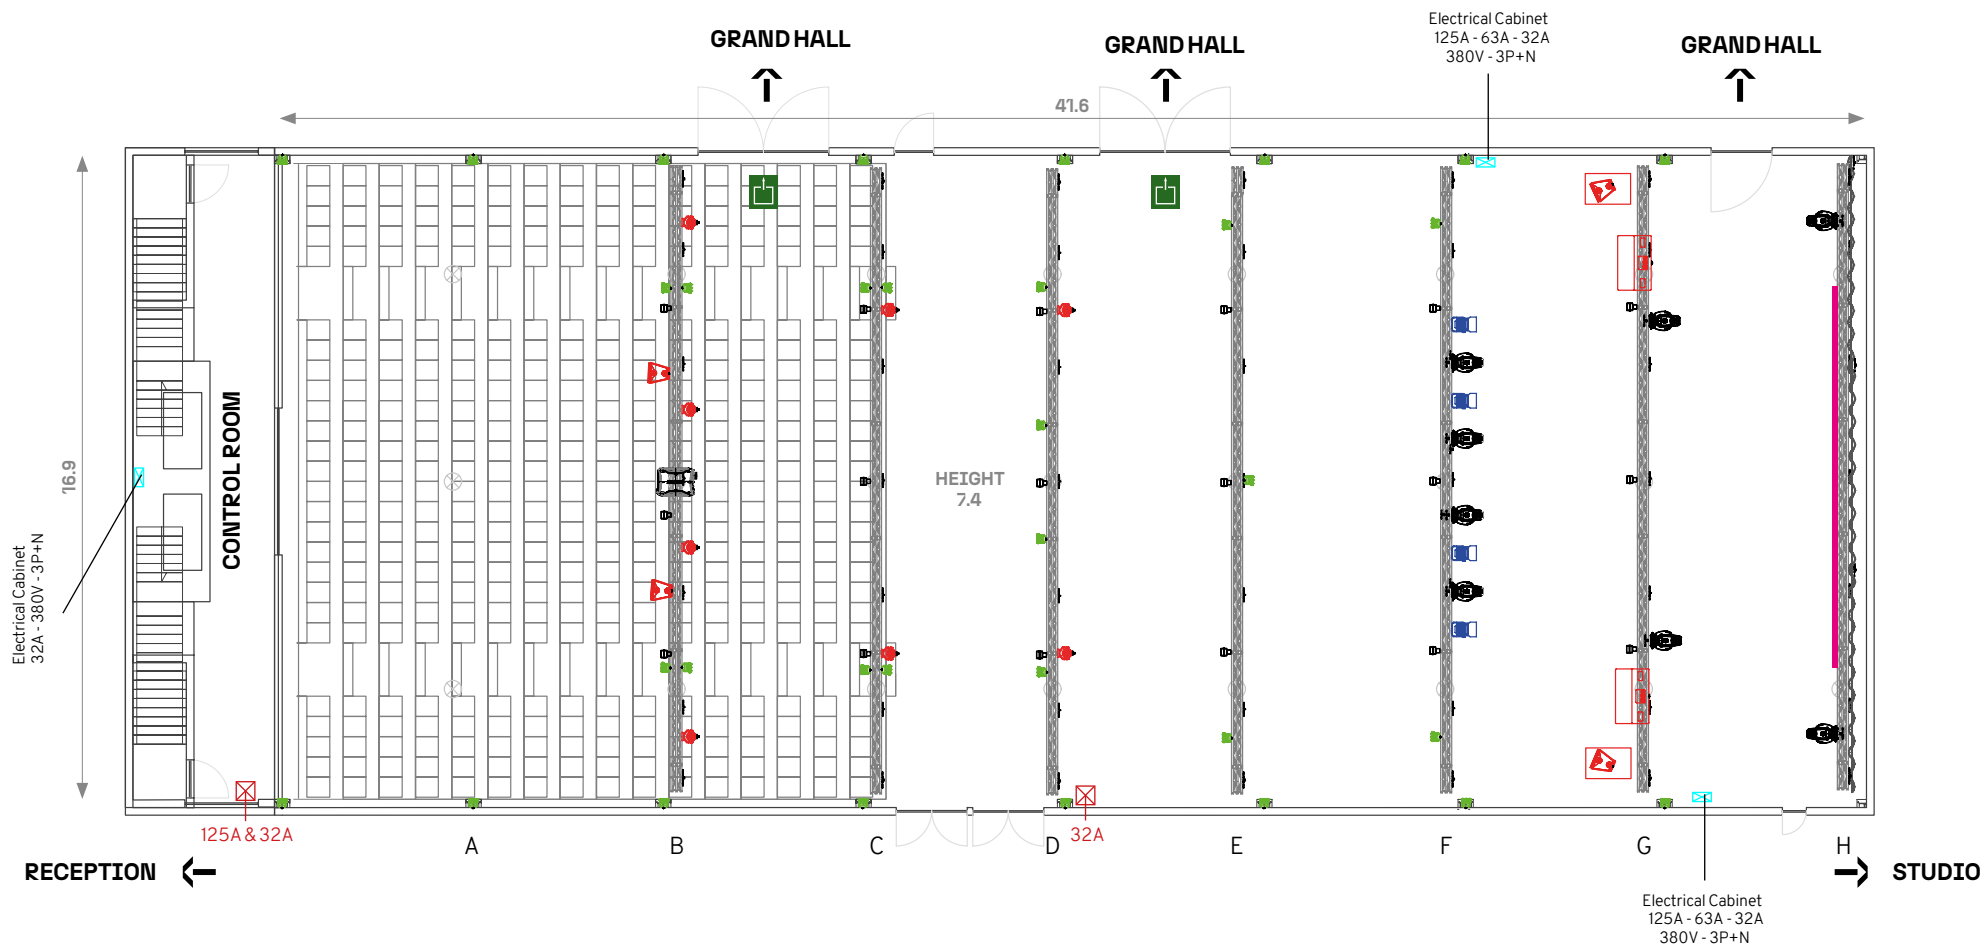 GRAND HALL
GRAND HALL
Electrical Cabinet
125A - 63A - 32A
380V - 3P+N
GRAND HALL
41.6
16.9
CONTROL ROOM
HEIGHT
7.4
Electrical Cabinet
32A - 380V - 3P+N
125A & 32A
32A
A
B
C
D
E
F
G
H
RECEPTION
STUDIO
Electrical Cabinet
125A - 63A - 32A
380V - 3P+N